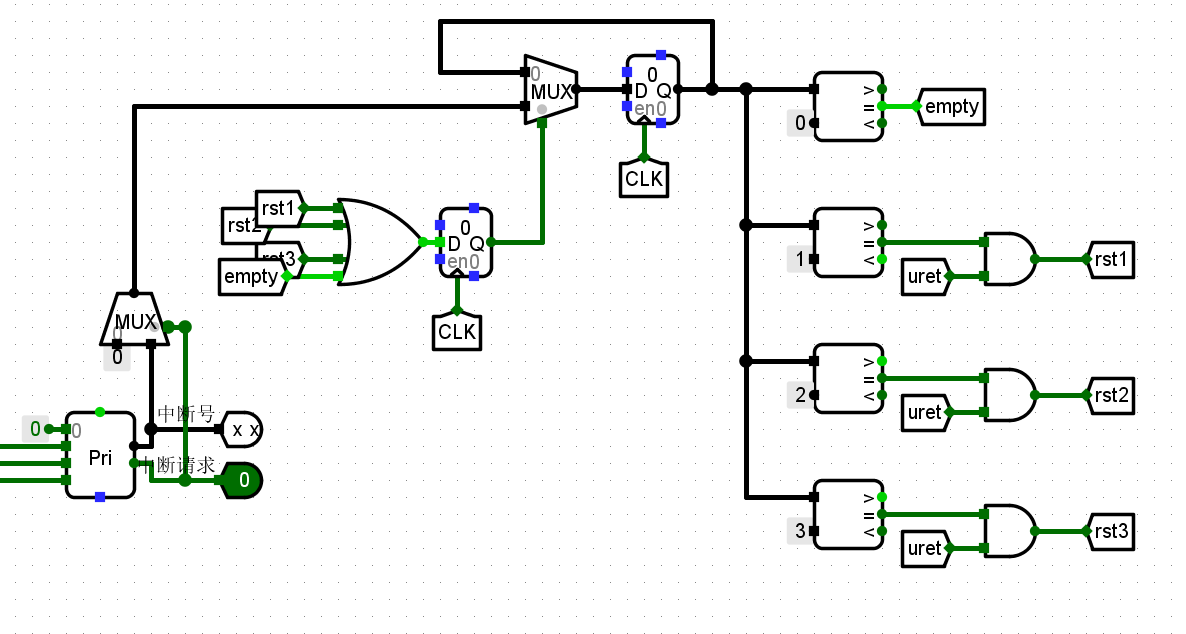 0
MUX
0
D Q
en0
CLK
0
>
=
<
empty
rst1
rst2
rst3
empty
0
D Q
en0
CLK
1
>
=
<
uret
rst1
MUX
0
0
2
>
=
<
uret
rst2
0
0
Pri
中断号
x x
中断请求
0
3
>
=
<
uret
rst3